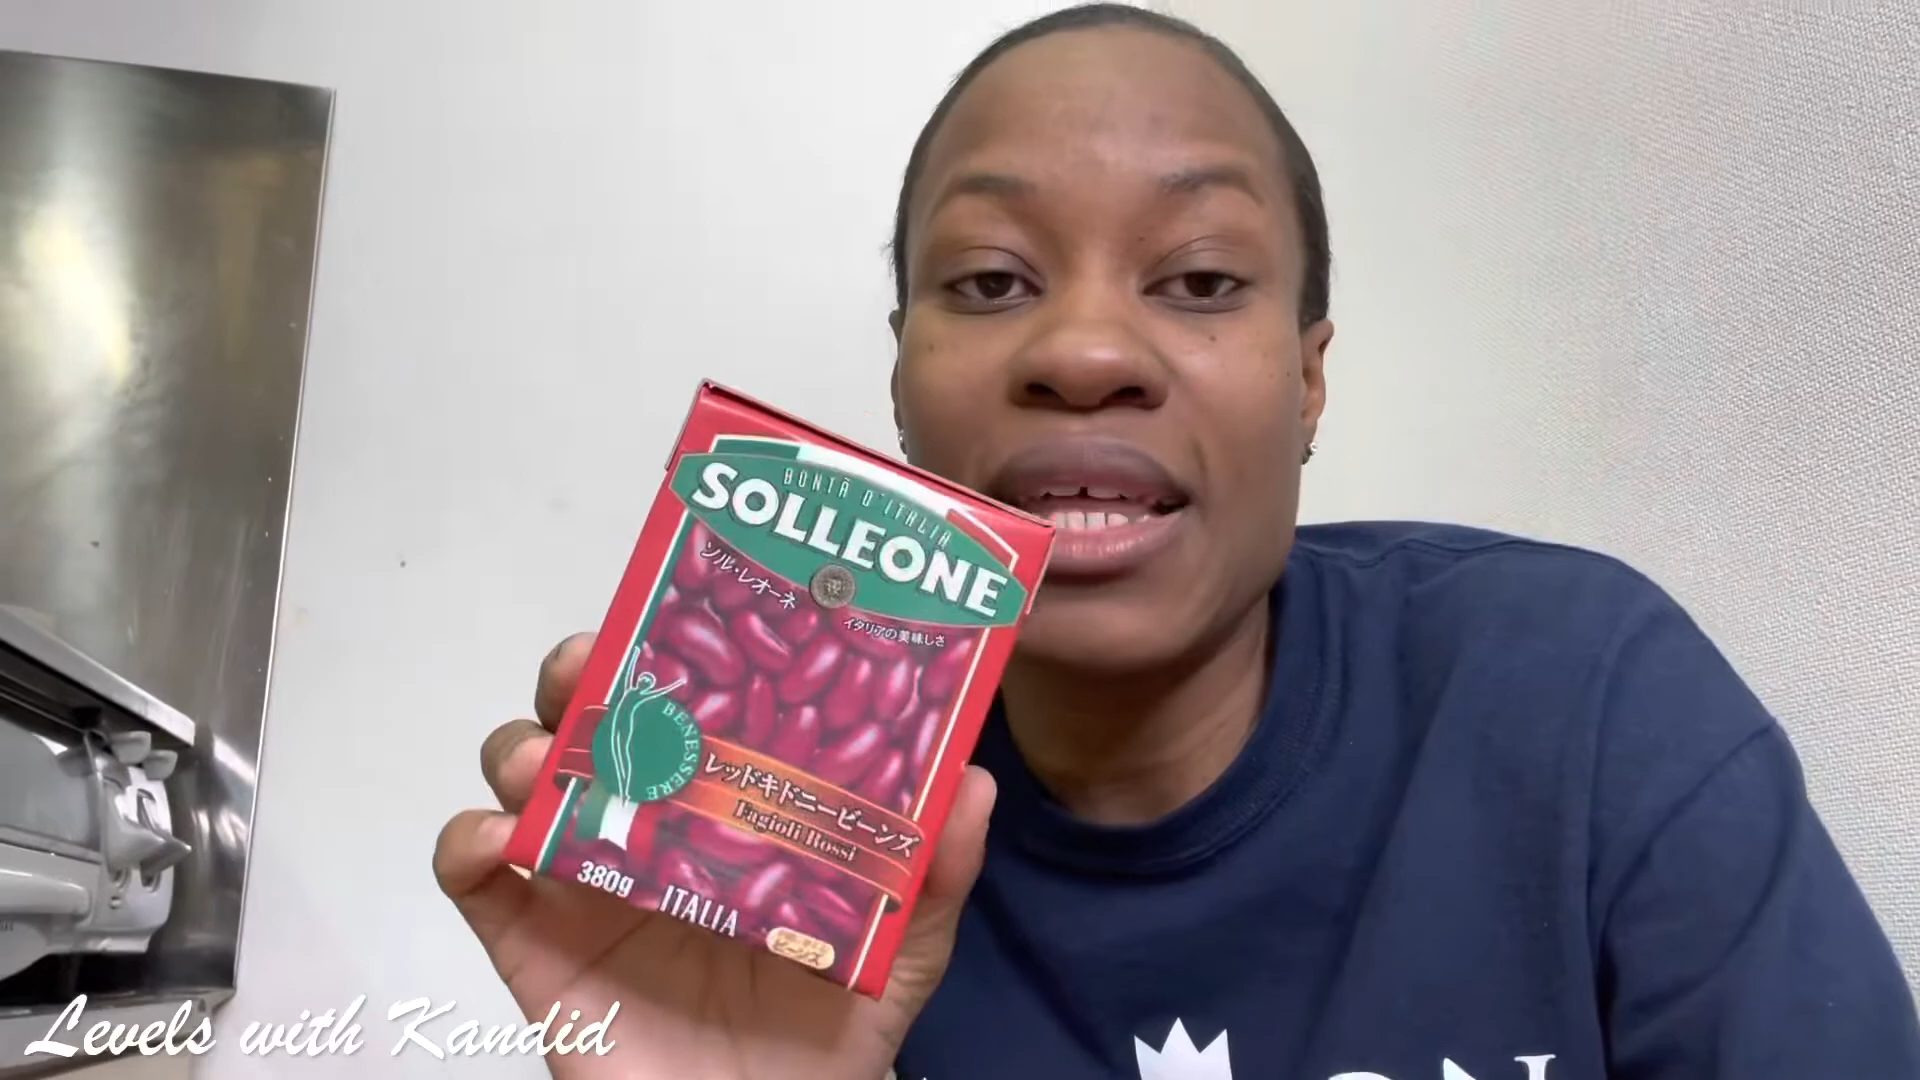 BONTÀ D'ITALIA
SOLLEONE
ソル・レオーネ
イタリアの美味しさ
BENESSERE
レッドキドニービーンズ
Fagioli Rossi
380g
ITALIA
ビーンズ
Levels with Kandid
ON